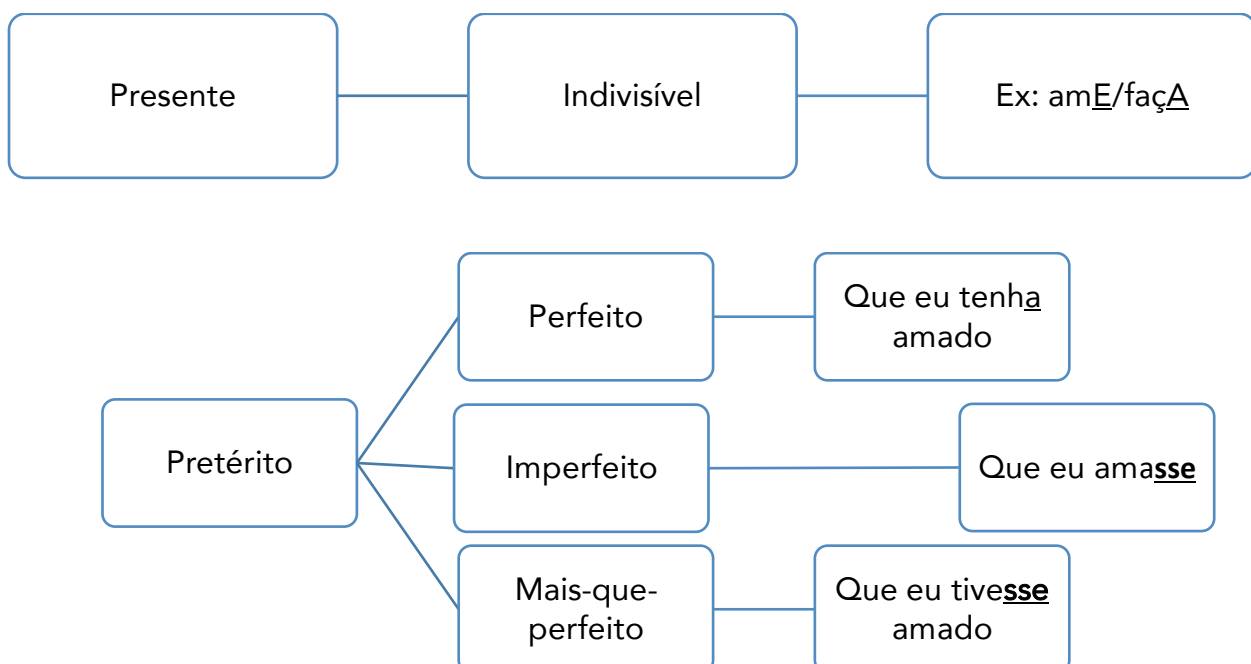 Presente
Indivisível
Ex: amE/façA
Perfeito
Que eu tenha
amado
Pretérito
Imperfeito
Que eu amasse
Mais-que-
perfeito
Que eu tivesse
amado